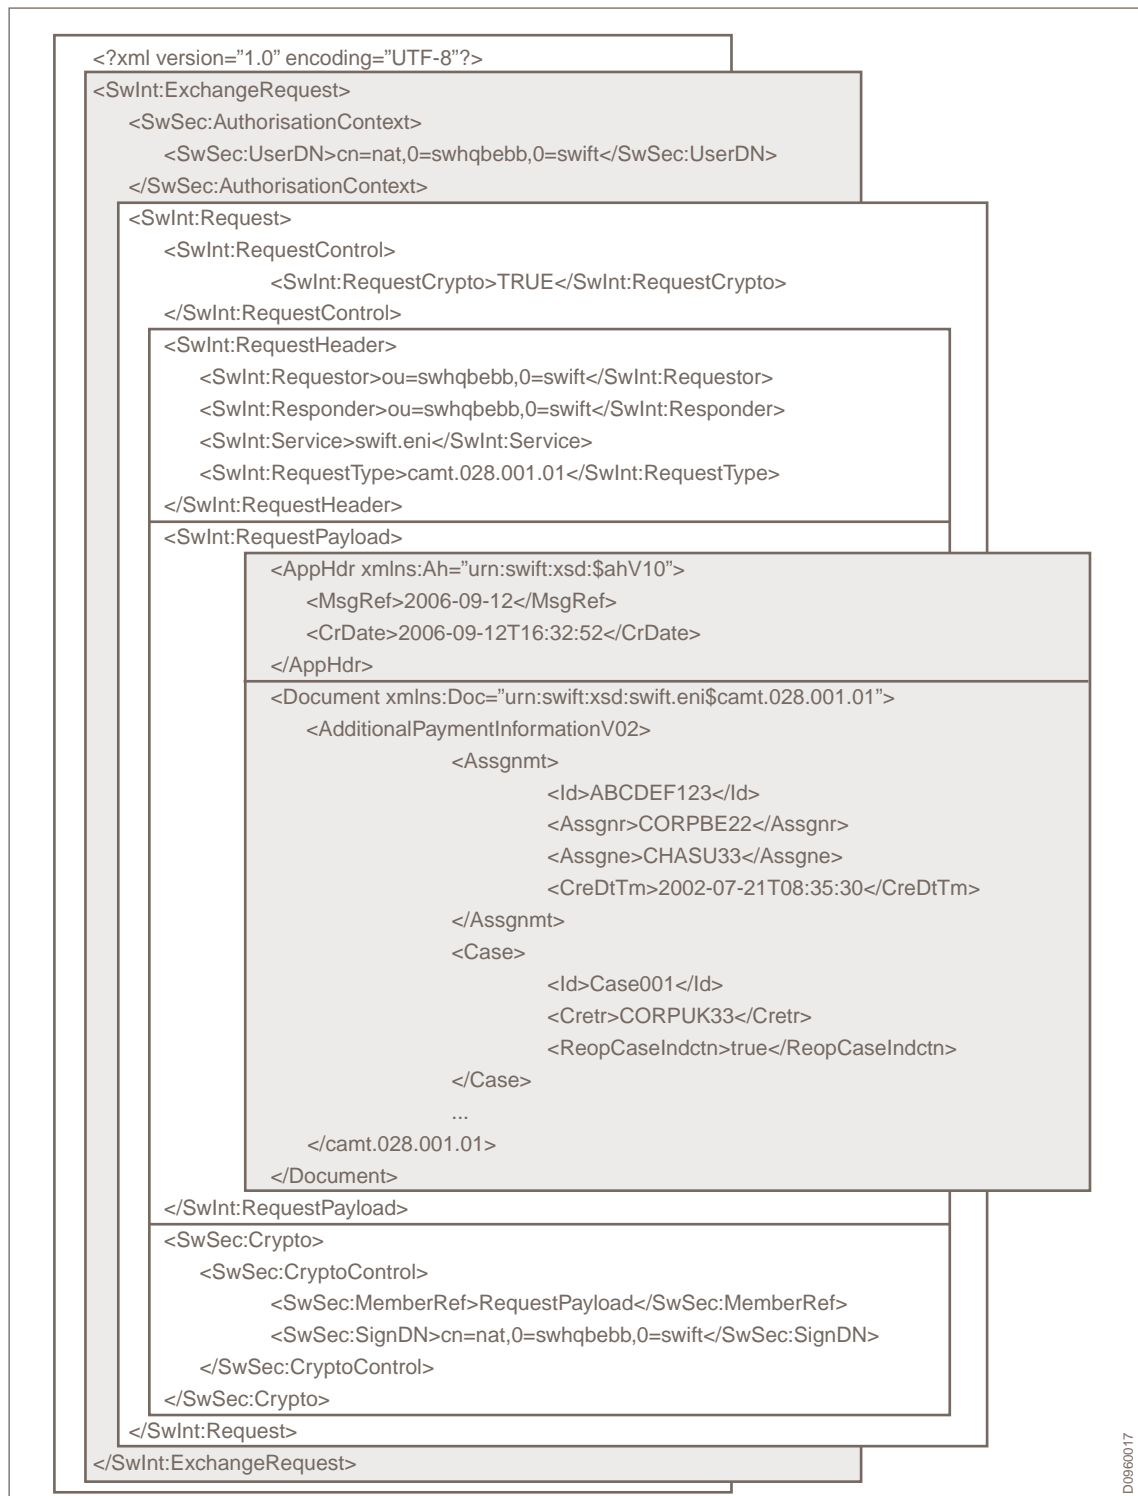 <?xml version=”1.0” encoding=”UTF-8”?>
<SwInt:ExchangeRequest>
<SwSec:AuthorisationContext>
<SwSec:UserDN>cn=nat,0=swhqbebb,0=swift</SwSec:UserDN>
</SwSec:AuthorisationContext>
<SwInt:Request>
<SwInt:RequestControl>
<SwInt:RequestCrypto>TRUE</SwInt:RequestCrypto>
</SwInt:RequestControl>
<SwInt:RequestHeader>
<SwInt:Requestor>ou=swhqbebb,0=swift</SwInt:Requestor>
<SwInt:Responder>ou=swhqbebb,0=swift</SwInt:Responder>
<SwInt:Service>swift.eni</SwInt:Service>
<SwInt:RequestType>camt.028.001.01</SwInt:RequestType>
</SwInt:RequestHeader>
<SwInt:RequestPayload>
<AppHdr xmlns:Ah=”urn:swift:xsd:$ahV10”>
<MsgRef>2006-09-12</MsgRef>
<CrDate>2006-09-12T16:32:52</CrDate>
</AppHdr>
<Document xmlns:Doc=”urn:swift:xsd:swift.eni$camt.028.001.01”>
<AdditionalPaymentInformationV02>
<Assgnmt>
<Id>ABCDEF123</Id>
<Assgnr>CORPBE22</Assgnr>
<Assgne>CHASU33</Assgne>
<CreDtTm>2002-07-21T08:35:30</CreDtTm>
</Assgnmt>
<Case>
<Id>Case001</Id>
<Cretr>CORPUK33</Cretr>
<ReopCaseIndctn>true</ReopCaseIndctn>
</Case>
...
</camt.028.001.01>
</Document>
</SwInt:RequestPayload>
<SwSec:Crypto>
<SwSec:CryptoControl>
<SwSec:MemberRef>RequestPayload</SwSec:MemberRef>
<SwSec:SignDN>cn=nat,0=swhqbebb,0=swift</SwSec:SignDN>
</SwSec:CryptoControl>
</SwSec:Crypto>
</SwInt:Request>
</SwInt:ExchangeRequest>
D0960017